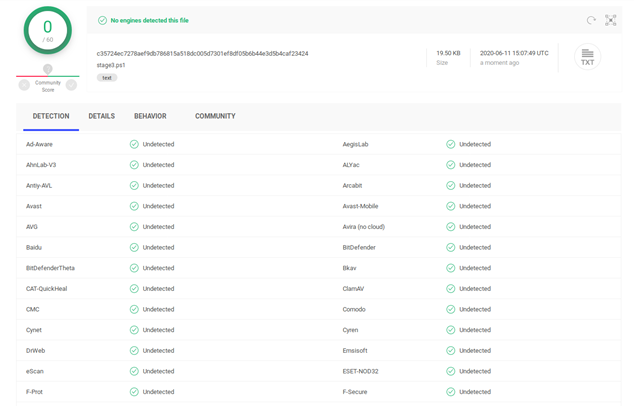 0
/ 60
No engines detected this file
c35724ec7278aef9db786815a518dc005d7301ef8df05b6b44e3d5b4caf23424
stage3.ps1
text
19.50 KB
Size
2020-06-11 15:07:49 UTC
a moment ago
TXT
Community
Score
DETECTION DETAILS BEHAVIOR COMMUNITY
Ad-Aware Undetected AegisLab Undetected
AhnLab-V3 Undetected ALYac Undetected
Antiy-AVL Undetected Arcabit Undetected
Avast Undetected Avast-Mobile Undetected
AVG Undetected Avira (no cloud) Undetected
Baidu Undetected BitDefender Undetected
BitDefenderTheta Undetected Bkav Undetected
CAT-QuickHeal Undetected ClamAV Undetected
CMC Undetected Comodo Undetected
Cynet Undetected Cyren Undetected
DrWeb Undetected Emsisoft Undetected
eScan Undetected ESET-NOD32 Undetected
F-Prot Undetected F-Secure Undetected